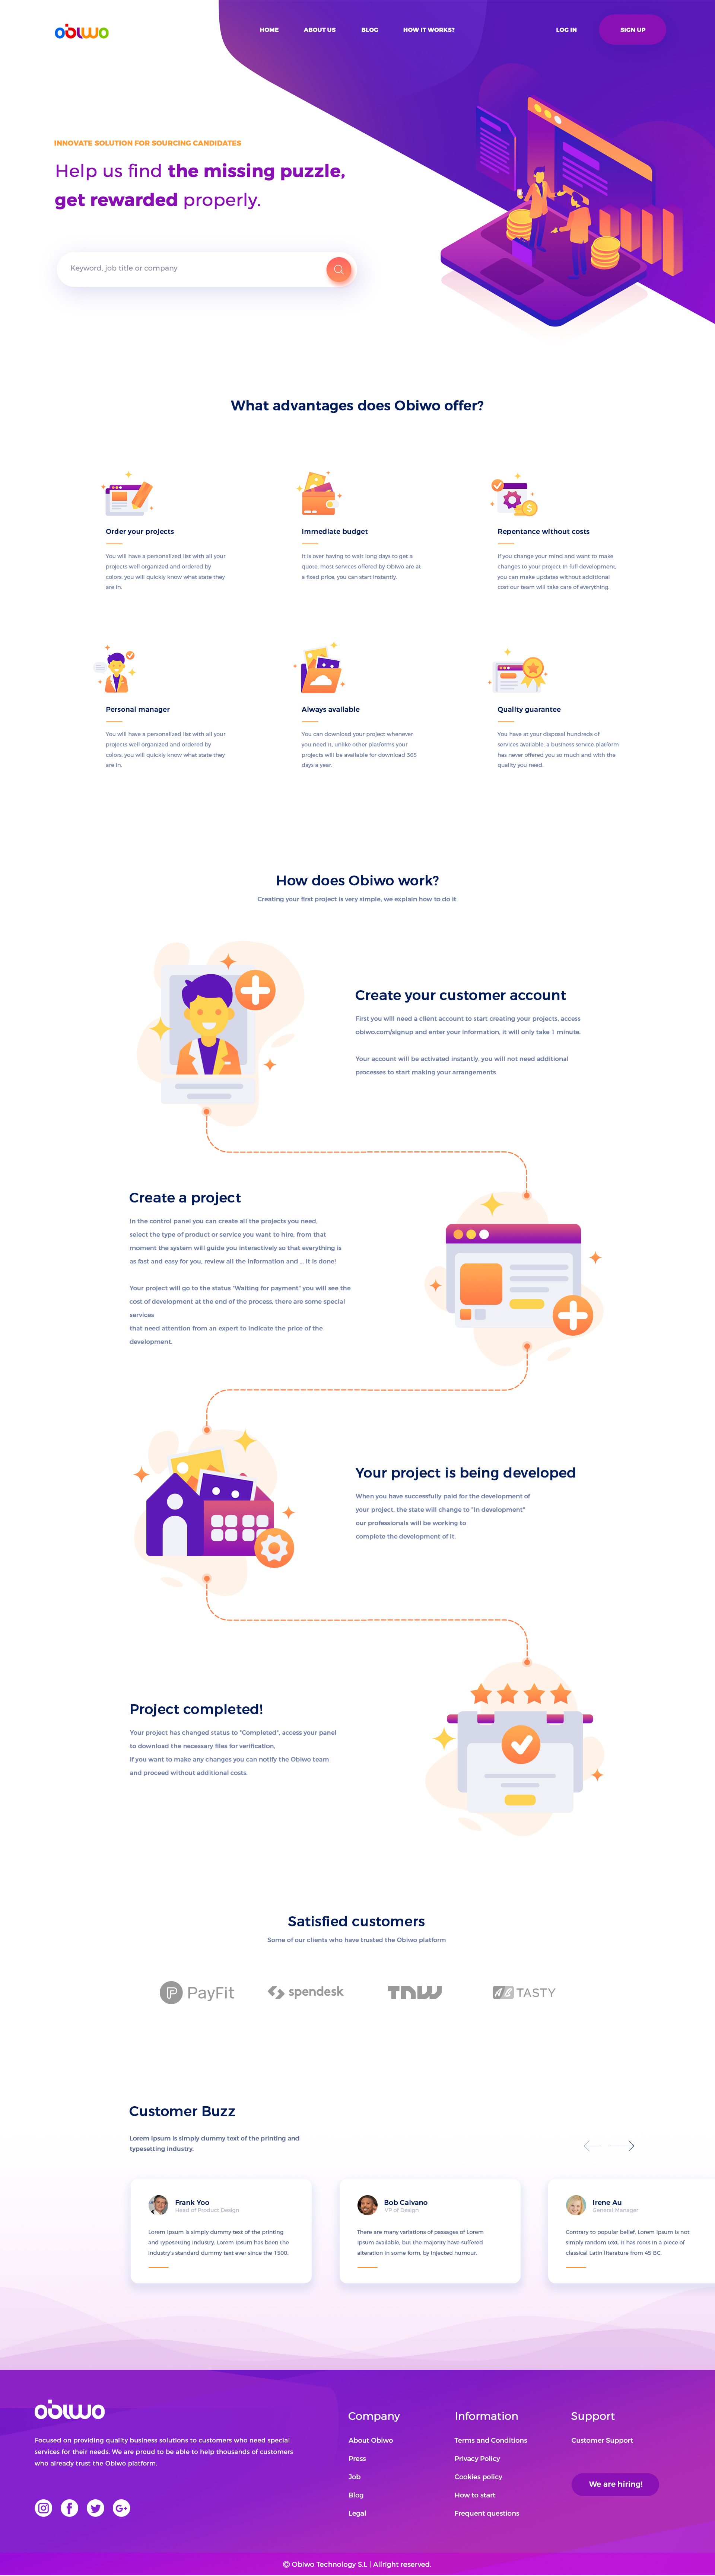 obiwo
HOME ABOUT US BLOG HOW IT WORKS? LOG IN SIGN UP
INNOVATE SOLUTION FOR SOURCING CANDIDATES
Help us find the missing puzzle,
get rewarded properly.
Keyword, job title or company
What advantages does Obiwo offer?
Order your projects
You will have a personalized list with all your
projects well organized and ordered by
colors, you will quickly know what state they
are in.
Immediate budget
It is over having to wait long days to get a
quote, most services offered by Obiwo are at
a fixed price, you can start instantly.
Repentance without costs
If you change your mind and want to make
changes to your project in full development,
you can make updates without additional
cost our team will take care of everything.
Personal manager
You will have a personalized list with all your
projects well organized and ordered by
colors, you will quickly know what state they
are in.
Always available
You can download your project whenever
you need it, unlike other platforms your
projects will be available for download 365
days a year.
Quality guarantee
You have at your disposal hundreds of
services available, a business service platform
has never offered you so much and with the
quality you need.
How does Obiwo work?
Creating your first project is very simple, we explain how to do it
Create your customer account
First you will need a client account to start creating your projects, access
obiwo.com/signup and enter your information, it will only take 1 minute.
Your account will be activated instantly, you will not need additional
processes to start making your arrangements
Create a project
In the control panel you can create all the projects you need,
select the type of product or service you want to hire, from that
moment the system will guide you interactively so that everything is
as fast and easy for you, review all the information and ... It is done!
Your project will go to the status "Waiting for payment" you will see the
cost of development at the end of the process, there are some special
services
that need attention from an expert to indicate the price of the
development.
Your project is being developed
When you have successfully paid for the development of
your project, the state will change to "In development"
our professionals will be working to
complete the development of it.
Project completed!
Your project has changed status to "Completed", access your panel
to download the necessary files for verification,
if you want to make any changes you can notify the Obiwo team
and proceed without additional costs.
Satisfied customers
Some of our clients who have trusted the Obiwo platform
PayFit spendesk TNW AB TASTY
Customer Buzz
Lorem Ipsum is simply dummy text of the printing and
typesetting industry.
Frank Yoo
Head of Product Design
Lorem Ipsum is simply dummy text of the printing
and typesetting industry. Lorem Ipsum has been the
industry's standard dummy text ever since the 1500.
Bob Calvano
VP of Design
There are many variations of passages of Lorem
Ipsum available, but the majority have suffered
alteration in some form, by injected humour.
Irene Au
General Manager
Contrary to popular belief, Lorem Ipsum is not
simply random text. It has roots in a piece of
classical Latin literature from 45 BC.
obiwo
Focused on providing quality business solutions to customers who need special
services for their needs. We are proud to be able to help thousands of customers
who already trust the Obiwo platform.
Company
About Obiwo
Press
Job
Blog
Legal
Information
Terms and Conditions
Privacy Policy
Cookies policy
How to start
Frequent questions
Support
Customer Support
We are hiring!
© Obiwo Technology S.L | Allright reserved.